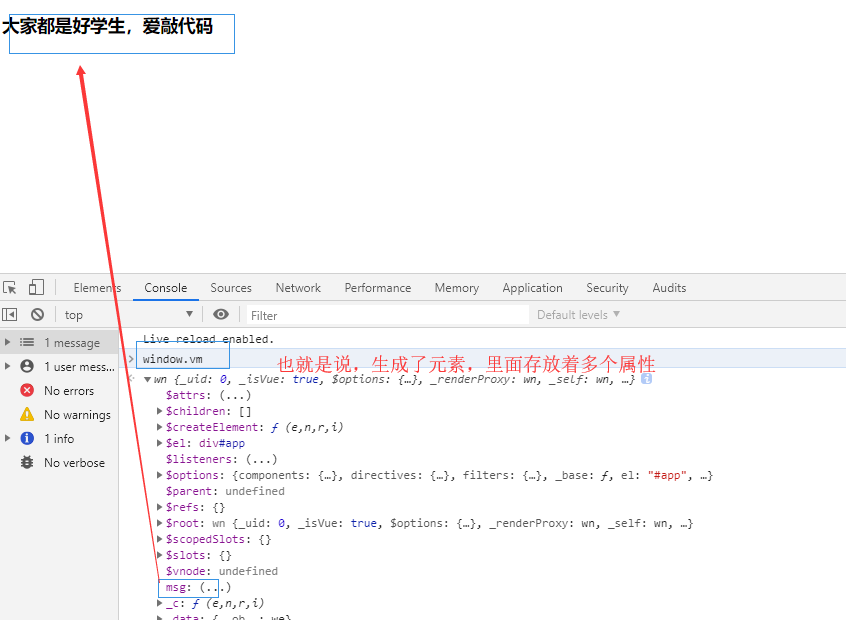 大家都是好学生，爱敲代码
Elements Console Sources Network Performance Memory Application Security Audits
top Filter Default levels
1 message
1 user mess...
No errors
No warnings
1 info
No verbose
Live reload enabled.
window.vm
也就是说，生成了元素，里面存放着多个属性
wn {_uid: 0, _isVue: true, $options: {…}, _renderProxy: wn, _self: wn, …}
$attrs: (...)
$children: []
$createElement: ƒ (e,n,r,i)
$el: div#app
$listeners: (...)
$options: {components: {…}, directives: {…}, filters: {…}, _base: ƒ, el: "#app", …}
$parent: undefined
$refs: {}
$root: wn {_uid: 0, _isVue: true, $options: {…}, _renderProxy: wn, _self: wn, …}
$scopedSlots: {}
$slots: {}
$vnode: undefined
msg: (...)
_c: ƒ (e,n,r,i)
_data: {__ob__: we}